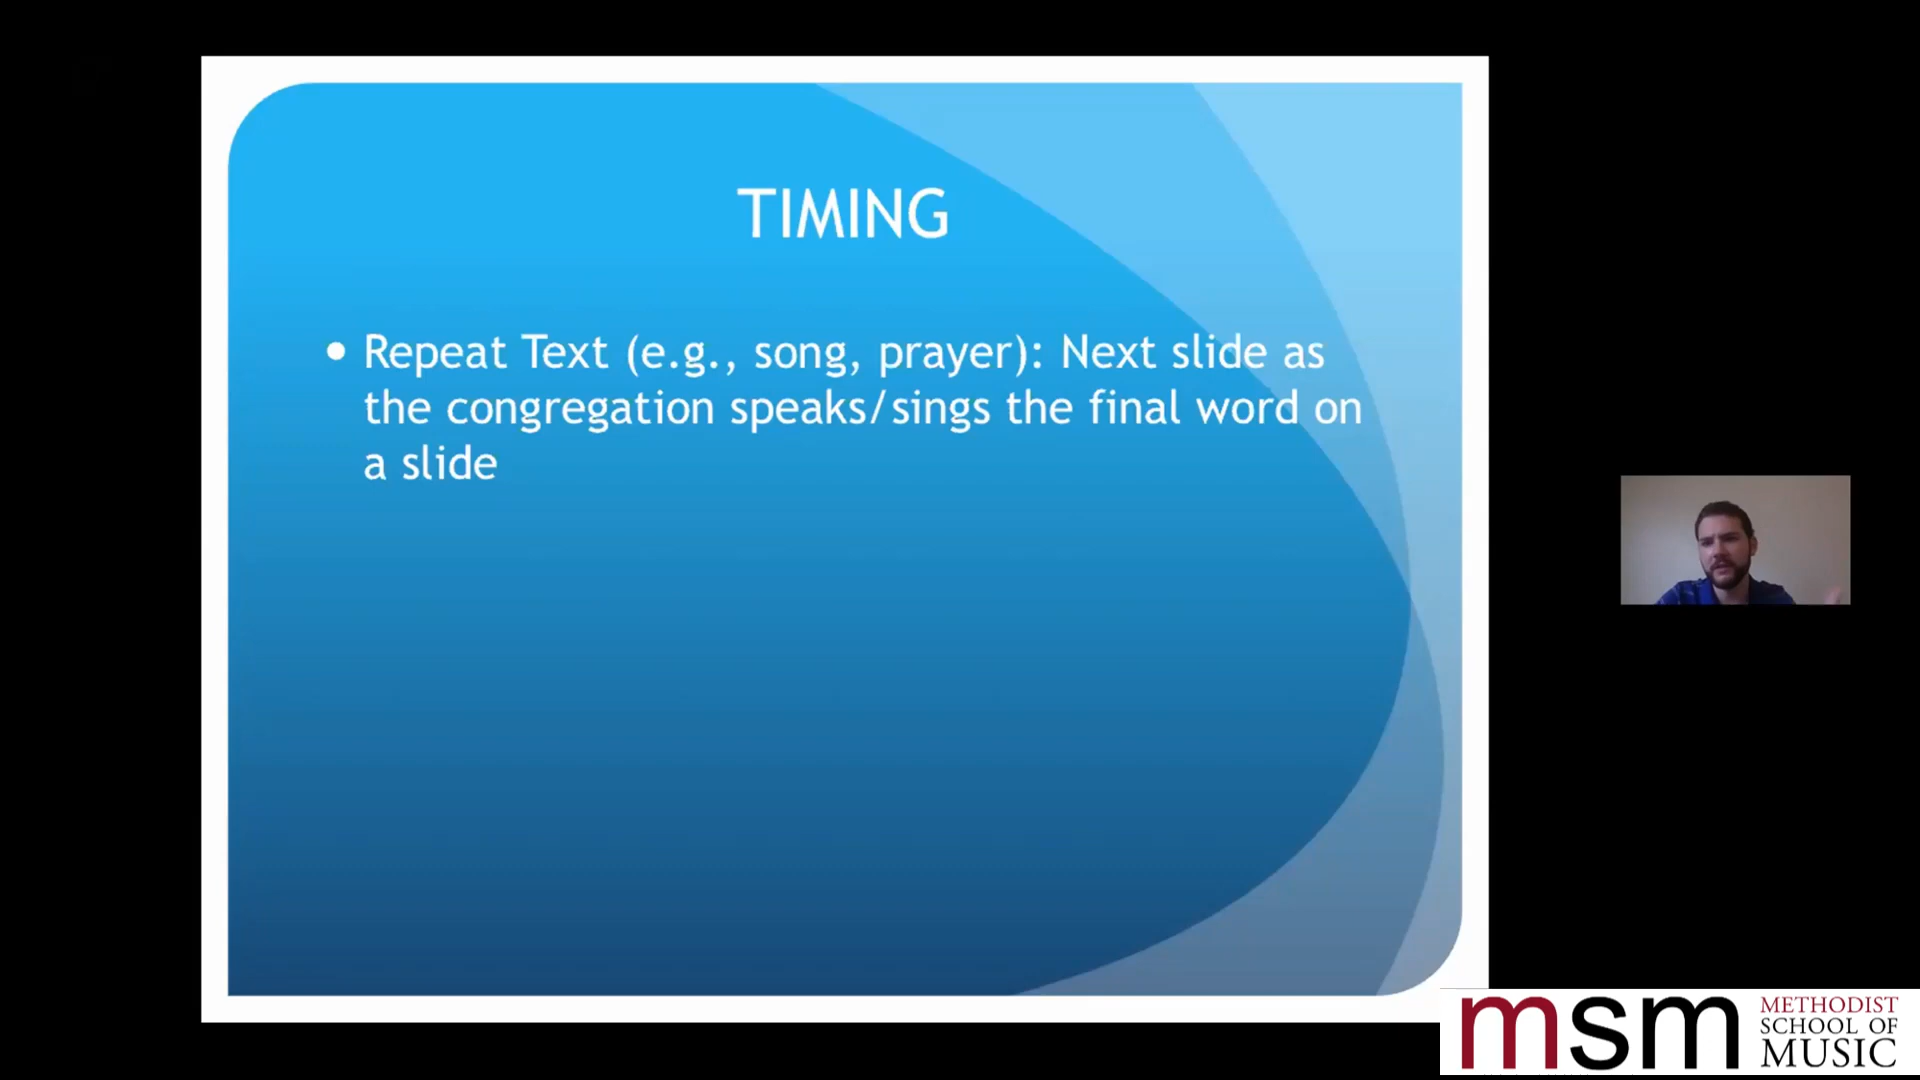 TIMING
• Repeat Text (e.g., song, prayer): Next slide as
the congregation speaks/sings the final word on
a slide
msm
METHODIST
SCHOOL OF
MUSIC